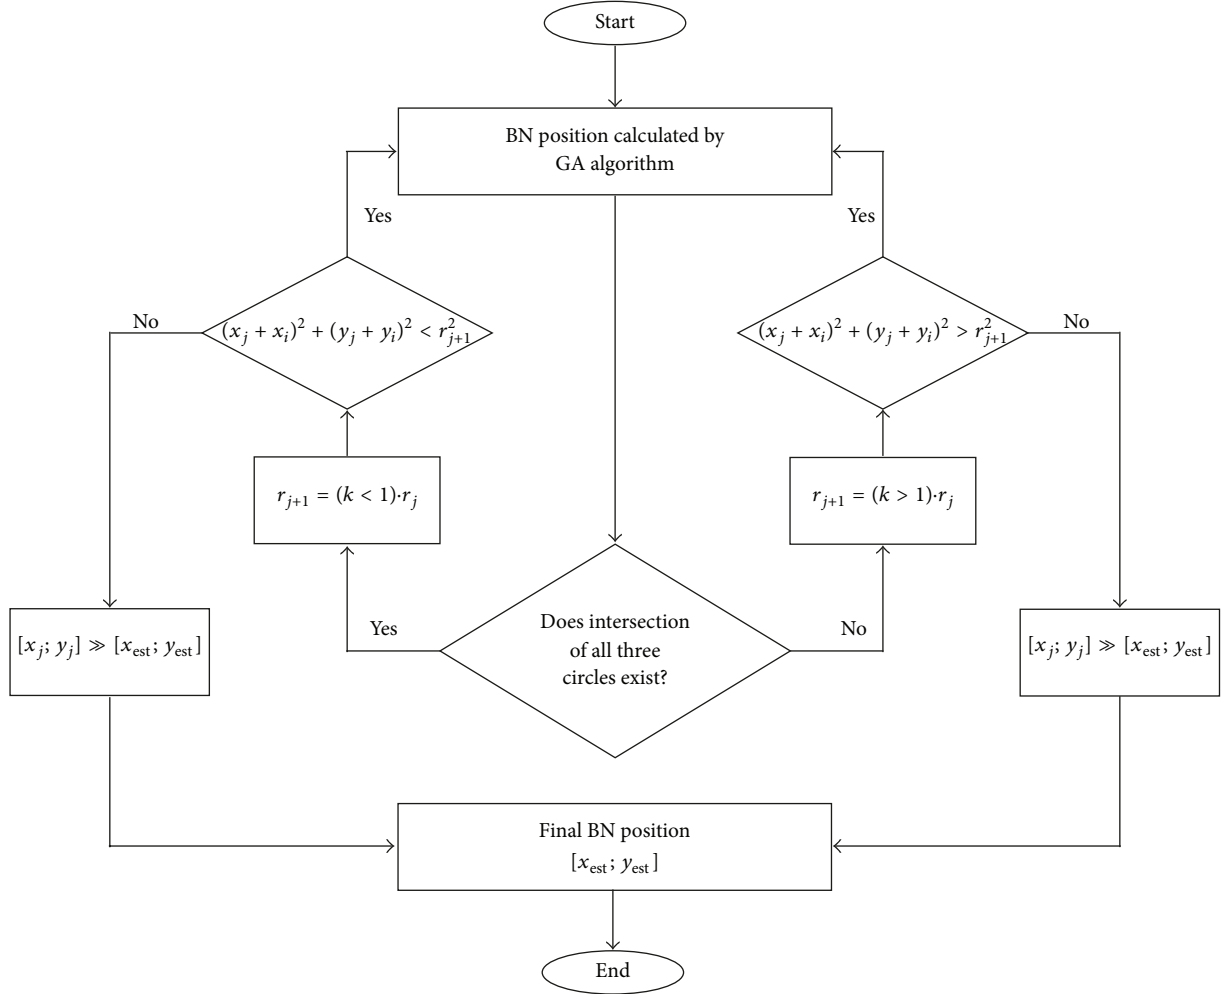 Start
BN position calculated by
GA algorithm
Yes
Yes
No
(x_j + x_i)^2 + (y_j + y_i)^2 < r_{j+1}^2
(x_j + x_i)^2 + (y_j + y_i)^2 > r_{j+1}^2
No
r_{j+1} = (k < 1)·r_j
r_{j+1} = (k > 1)·r_j
Yes
Does intersection
of all three
circles exist?
No
[x_j; y_j] ≫ [x_est; y_est]
[x_j; y_j] ≫ [x_est; y_est]
Final BN position
[x_est; y_est]
End